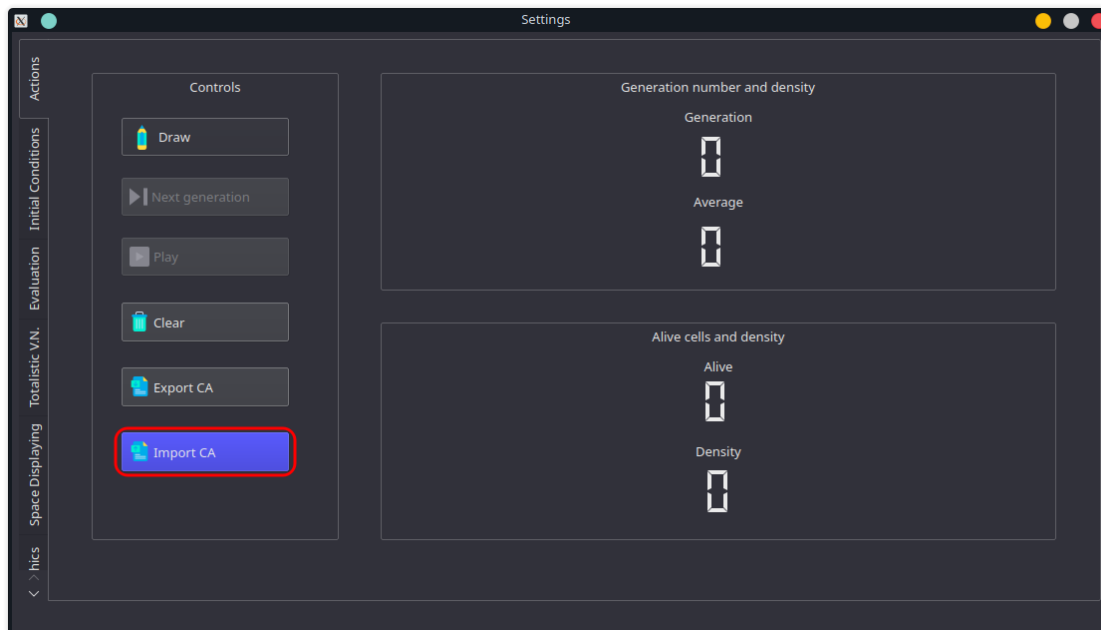 Settings
Actions
Initial Conditions
Evaluation
Totalistic V.N.
Space Displaying
hics
Controls
Draw
Next generation
Play
Clear
Export CA
Import CA
Generation number and density
Generation
0
Average
0
Alive cells and density
Alive
0
Density
0